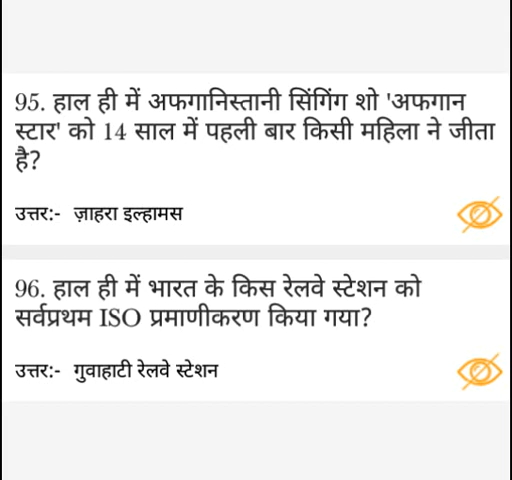 95. हाल ही में अफगानिस्तानी सिंगिंग शो 'अफगान
स्टार' को 14 साल में पहली बार किसी महिला ने जीता
है?
उत्तर:- ज़ाहरा इल्हामस
96. हाल ही में भारत के किस रेलवे स्टेशन को
सर्वप्रथम ISO प्रमाणीकरण किया गया?
उत्तर:- गुवाहाटी रेलवे स्टेशन